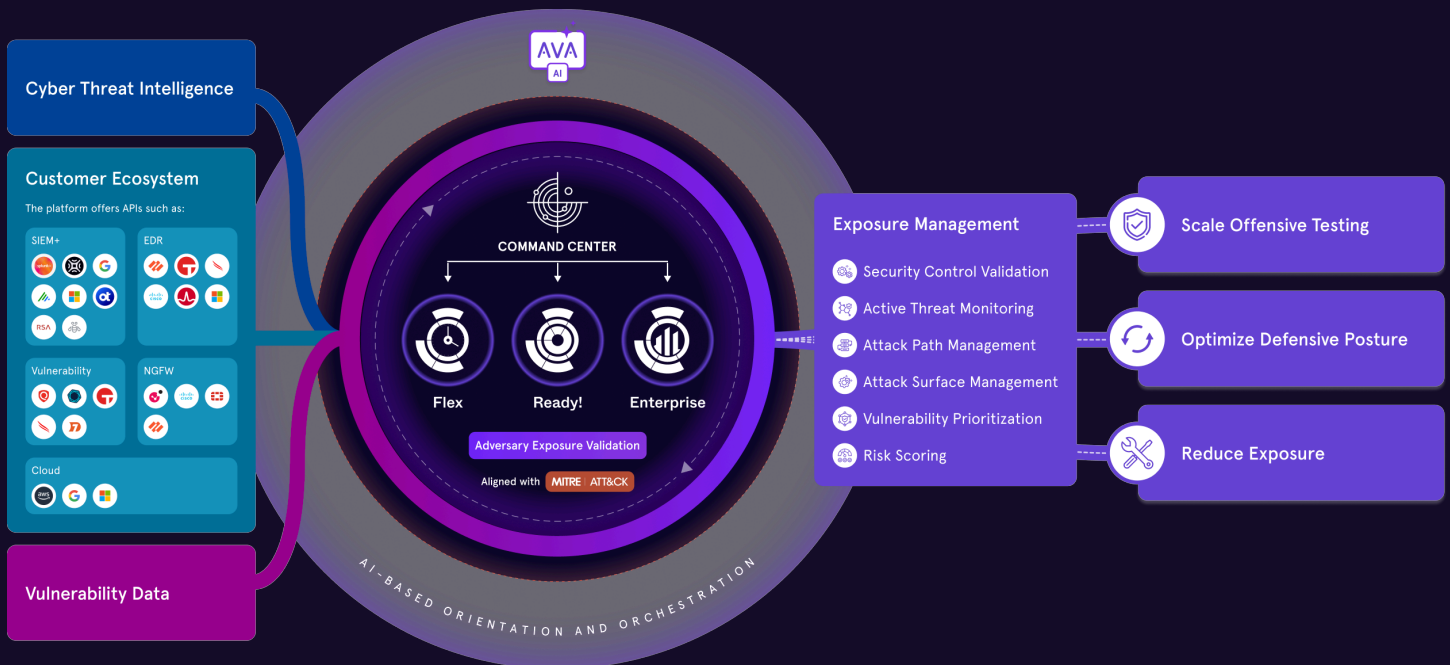 Cyber Threat Intelligence
Customer Ecosystem
The platform offers APIs such as:
SIEM+
EDR
RSA
Vulnerability
NGFW
Cloud
aws
Vulnerability Data
AVA
AI
COMMAND CENTER
Flex
Ready!
Enterprise
Adversary Exposure Validation
Aligned with MITRE | ATT&CK
AI-BASED ORIENTATION AND ORCHESTRATION
Exposure Management
Security Control Validation
Active Threat Monitoring
Attack Path Management
Attack Surface Management
Vulnerability Prioritization
Risk Scoring
Scale Offensive Testing
Optimize Defensive Posture
Reduce Exposure